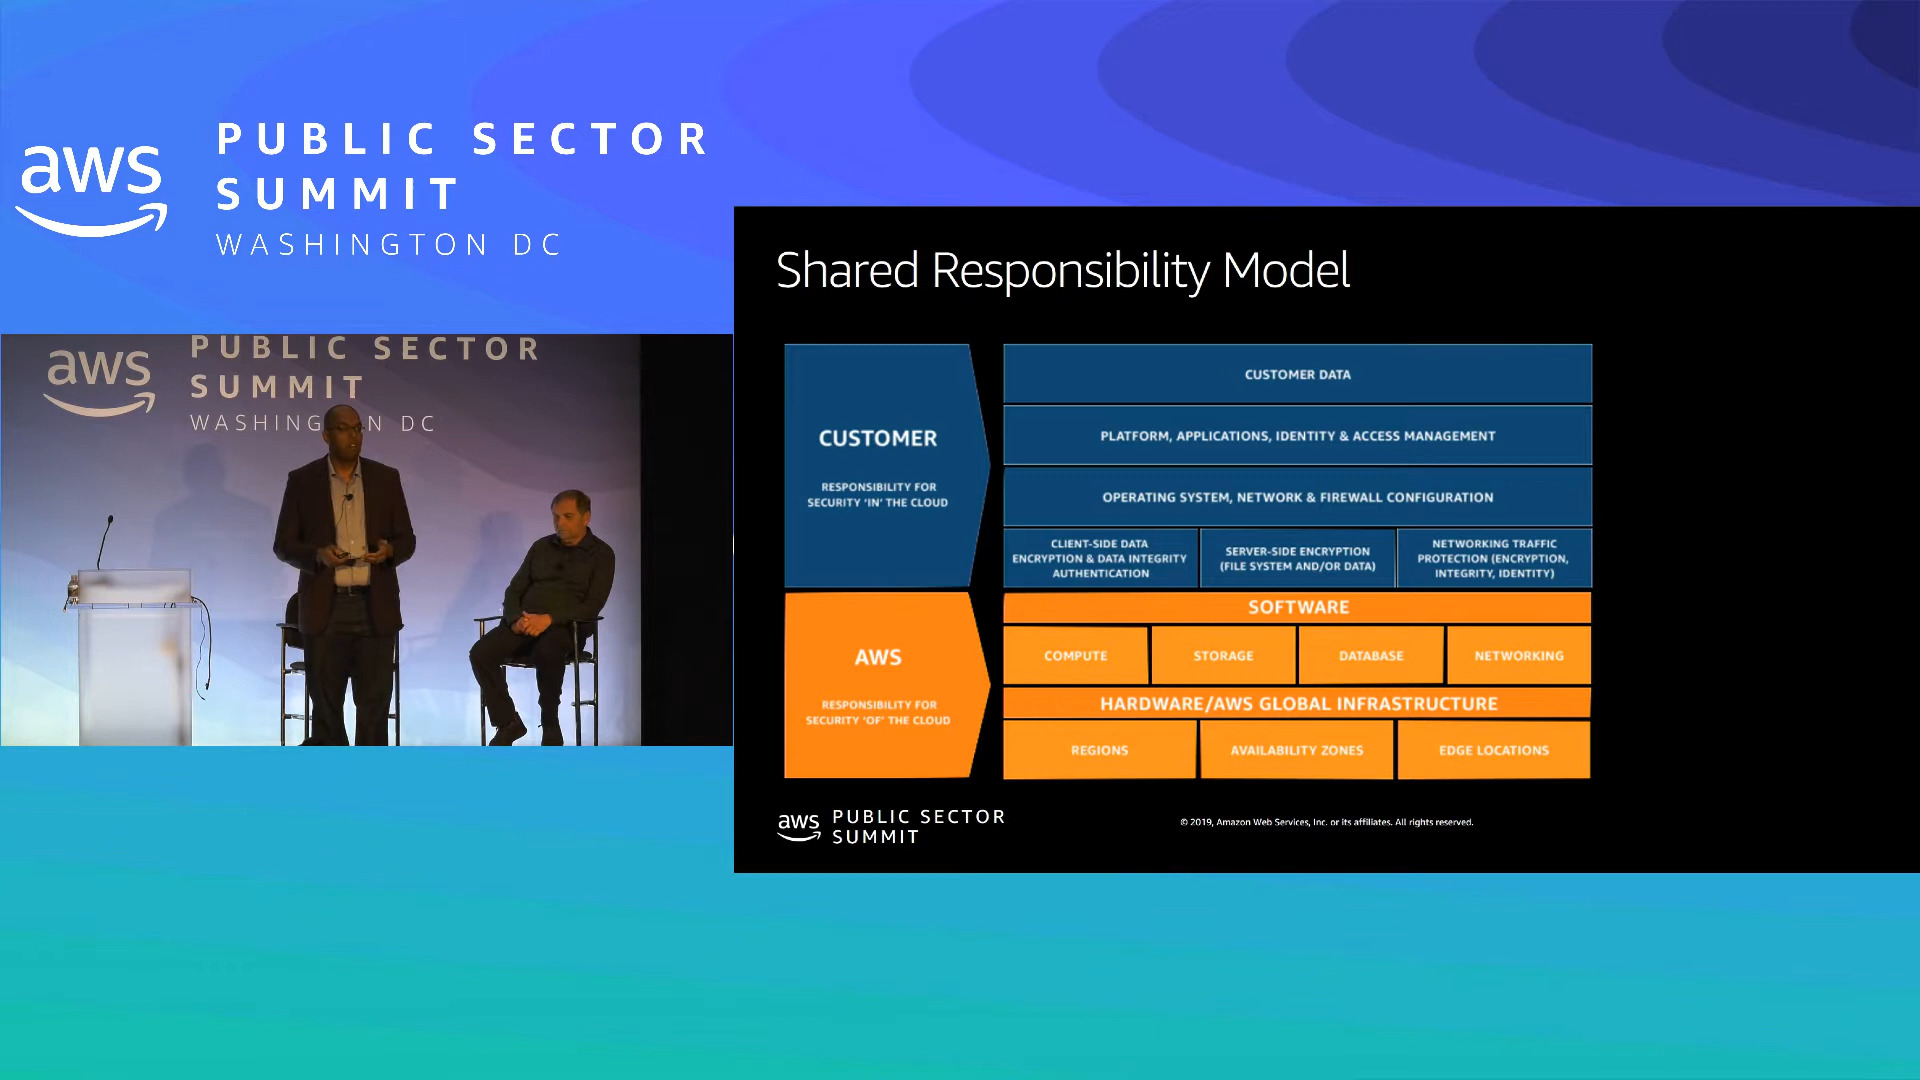 aws
PUBLIC SECTOR
SUMMIT
WASHINGTON DC
aws
PUBLIC SECTOR
SUMMIT
WASHING N DC
Shared Responsibility Model
CUSTOMER
RESPONSIBILITY FOR
SECURITY ‘IN’ THE CLOUD
CUSTOMER DATA
PLATFORM, APPLICATIONS, IDENTITY & ACCESS MANAGEMENT
OPERATING SYSTEM, NETWORK & FIREWALL CONFIGURATION
CLIENT-SIDE DATA
ENCRYPTION & DATA INTEGRITY
AUTHENTICATION
SERVER-SIDE ENCRYPTION
(FILE SYSTEM AND/OR DATA)
NETWORKING TRAFFIC
PROTECTION (ENCRYPTION,
INTEGRITY, IDENTITY)
AWS
RESPONSIBILITY FOR
SECURITY ‘OF’ THE CLOUD
SOFTWARE
COMPUTE
STORAGE
DATABASE
NETWORKING
HARDWARE/AWS GLOBAL INFRASTRUCTURE
REGIONS
AVAILABILITY ZONES
EDGE LOCATIONS
aws
PUBLIC SECTOR
SUMMIT
© 2019, Amazon Web Services, Inc. or its affiliates. All rights reserved.